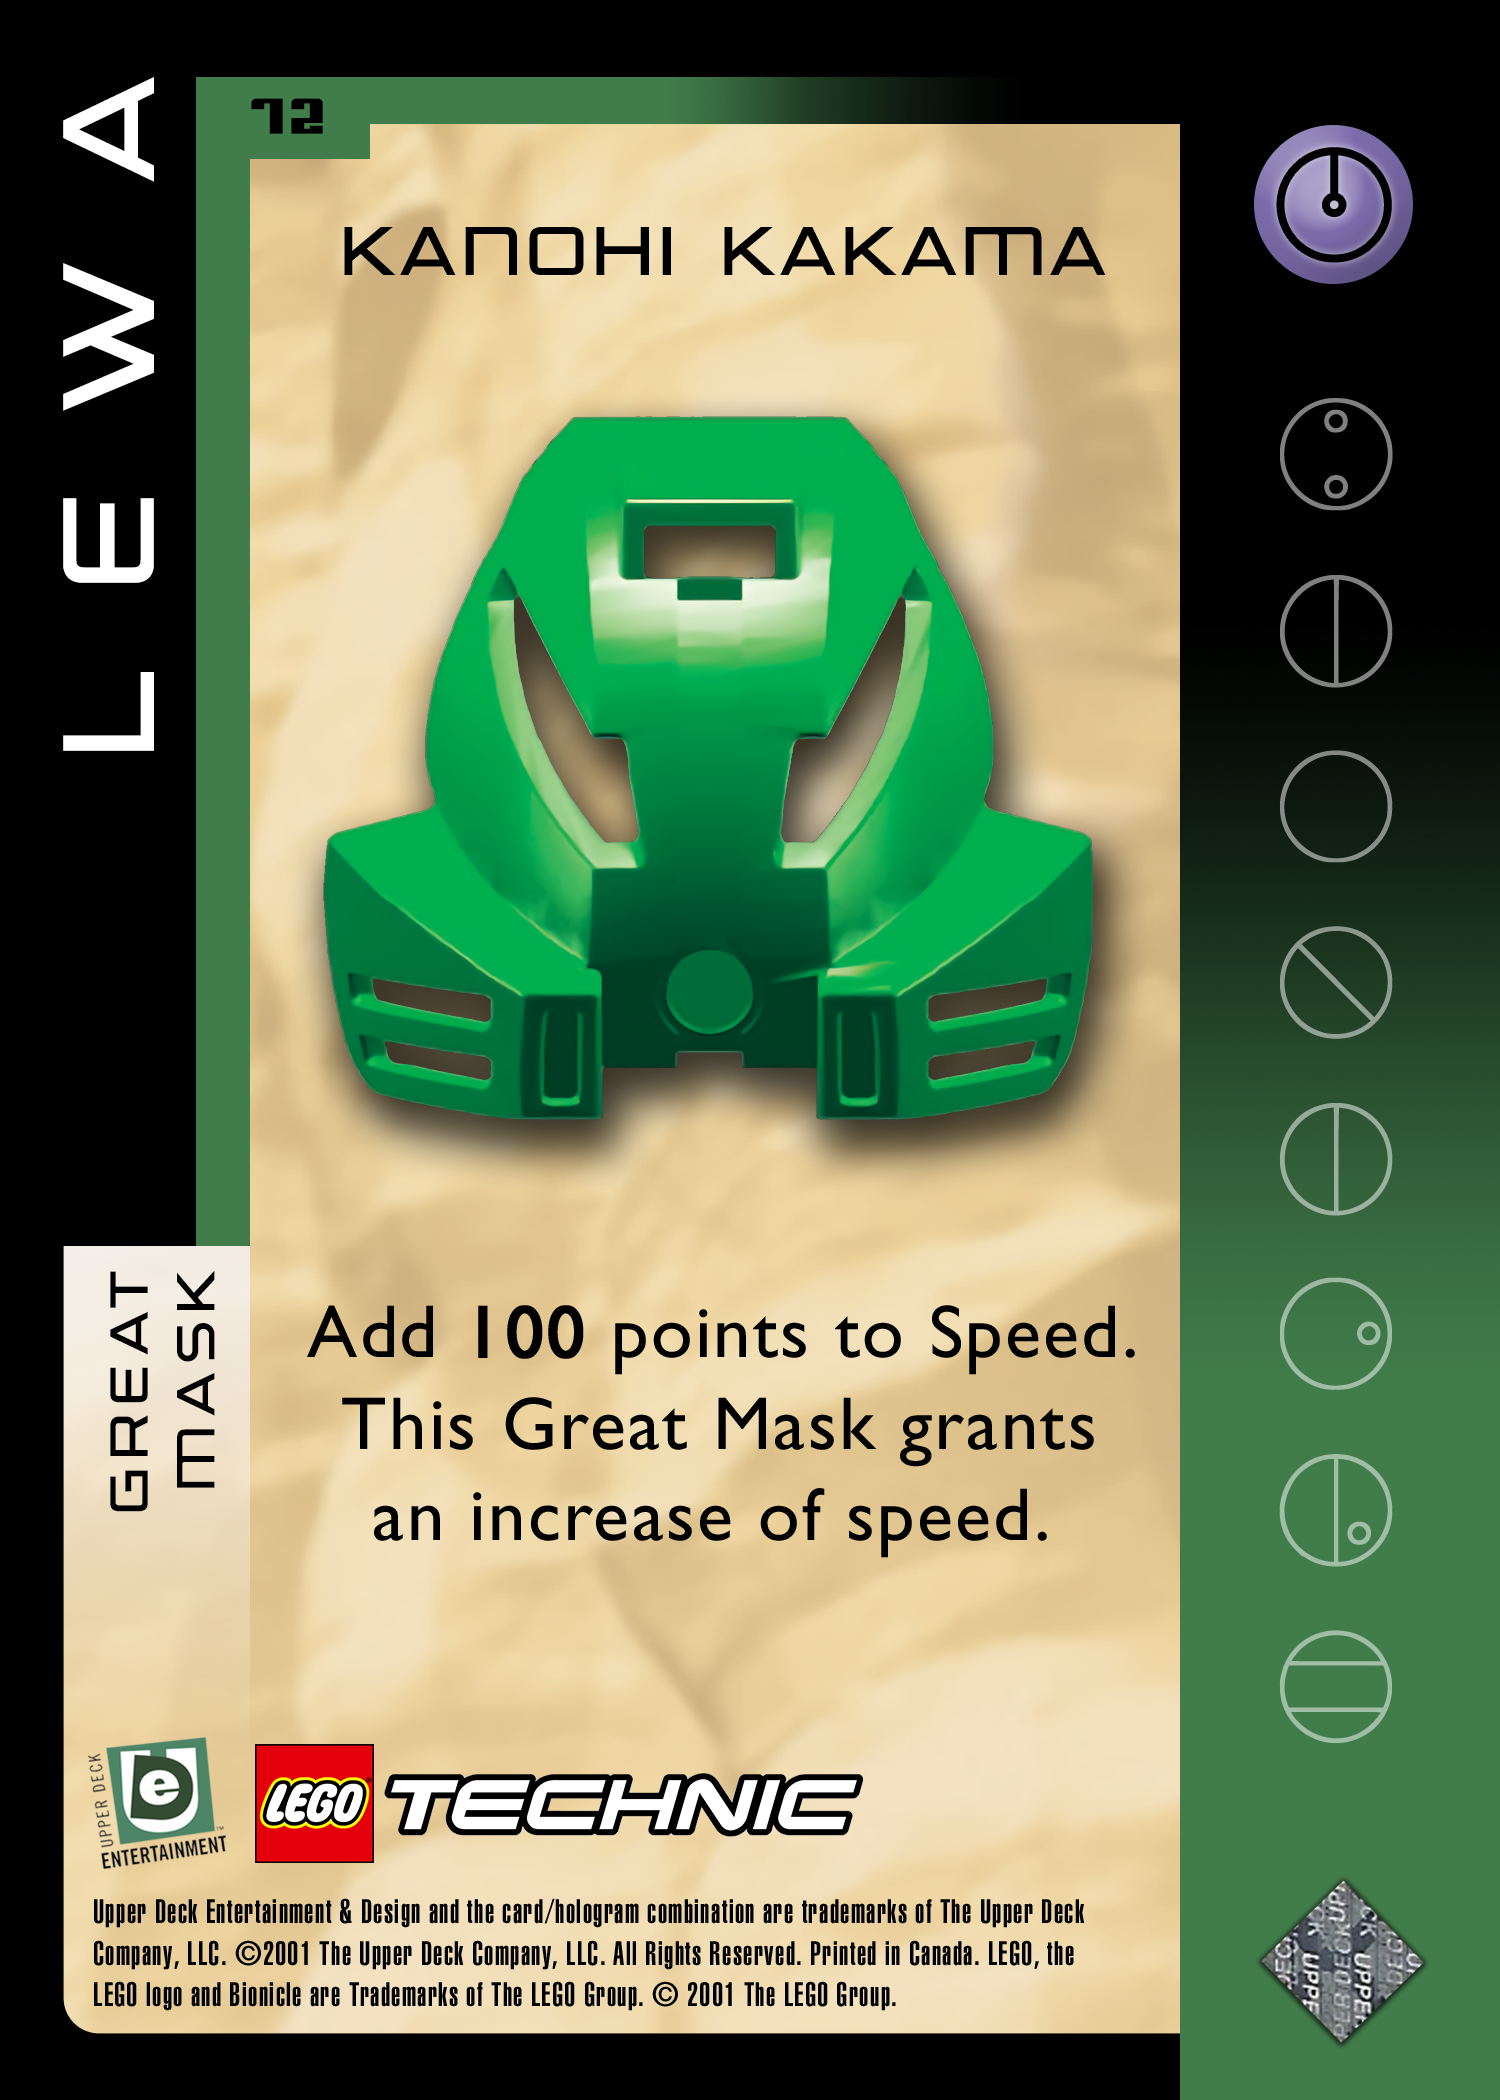 72
LEWA
KANOHI KAKAMA
GREAT
MASK
Add 100 points to Speed.
This Great Mask grants
an increase of speed.
UPPER DECK
UDe
ENTERTAINMENT™
LEGO TECHNIC
Upper Deck Entertainment & Design and the card/hologram combination are trademarks of The Upper Deck
Company, LLC. ©2001 The Upper Deck Company, LLC. All Rights Reserved. Printed in Canada. LEGO, the
LEGO logo and Bionicle are Trademarks of The LEGO Group. © 2001 The LEGO Group.